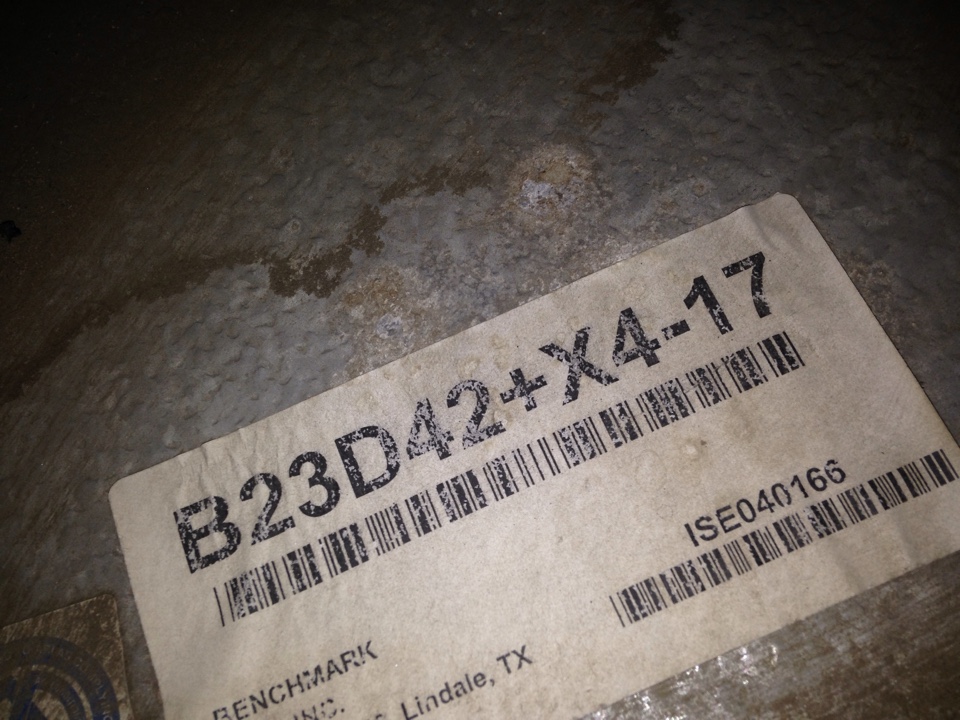 B23D42+X4-17
ISE040166
BENCHMARK
INC.
Lindale, TX